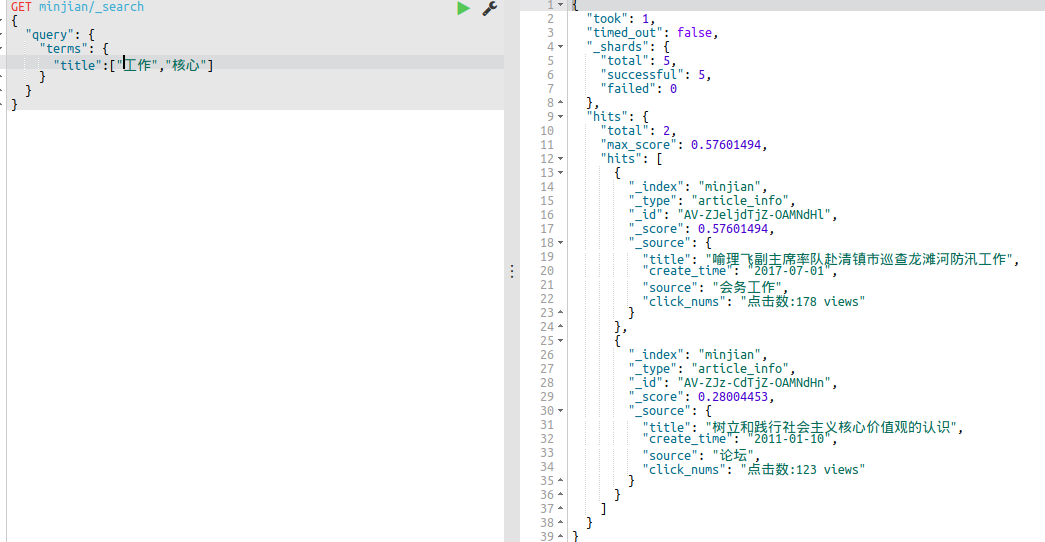 GET minjian/_search
{
"query": {
"terms": {
"title":["工作","核心"]
}
}
}
1 {
2 "took": 1,
3 "timed_out": false,
4 "_shards": {
5 "total": 5,
6 "successful": 5,
7 "failed": 0
8 },
9 "hits": {
10 "total": 2,
11 "max_score": 0.57601494,
12 "hits": [
13 {
14 "_index": "minjian",
15 "_type": "article_info",
16 "_id": "AV-ZJeljdTjZ-OAMNdHl",
17 "_score": 0.57601494,
18 "_source": {
19 "title": "喻理飞副主席率队赴清镇市巡查龙滩河防汛工作",
20 "create_time": "2017-07-01",
21 "source": "会务工作",
22 "click_nums": "点击数:178 views"
23 }
24 },
25 {
26 "_index": "minjian",
27 "_type": "article_info",
28 "_id": "AV-ZJz-CdTjZ-OAMNdHn",
29 "_score": 0.28004453,
30 "_source": {
31 "title": "树立和践行社会主义核心价值观的认识",
32 "create_time": "2011-01-10",
33 "source": "论坛",
34 "click_nums": "点击数:123 views"
35 }
36 }
37 ]
38 }
39 }